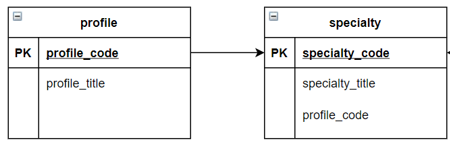 profile
PK profile_code
profile_title
specialty
PK specialty_code
specialty_title
profile_code